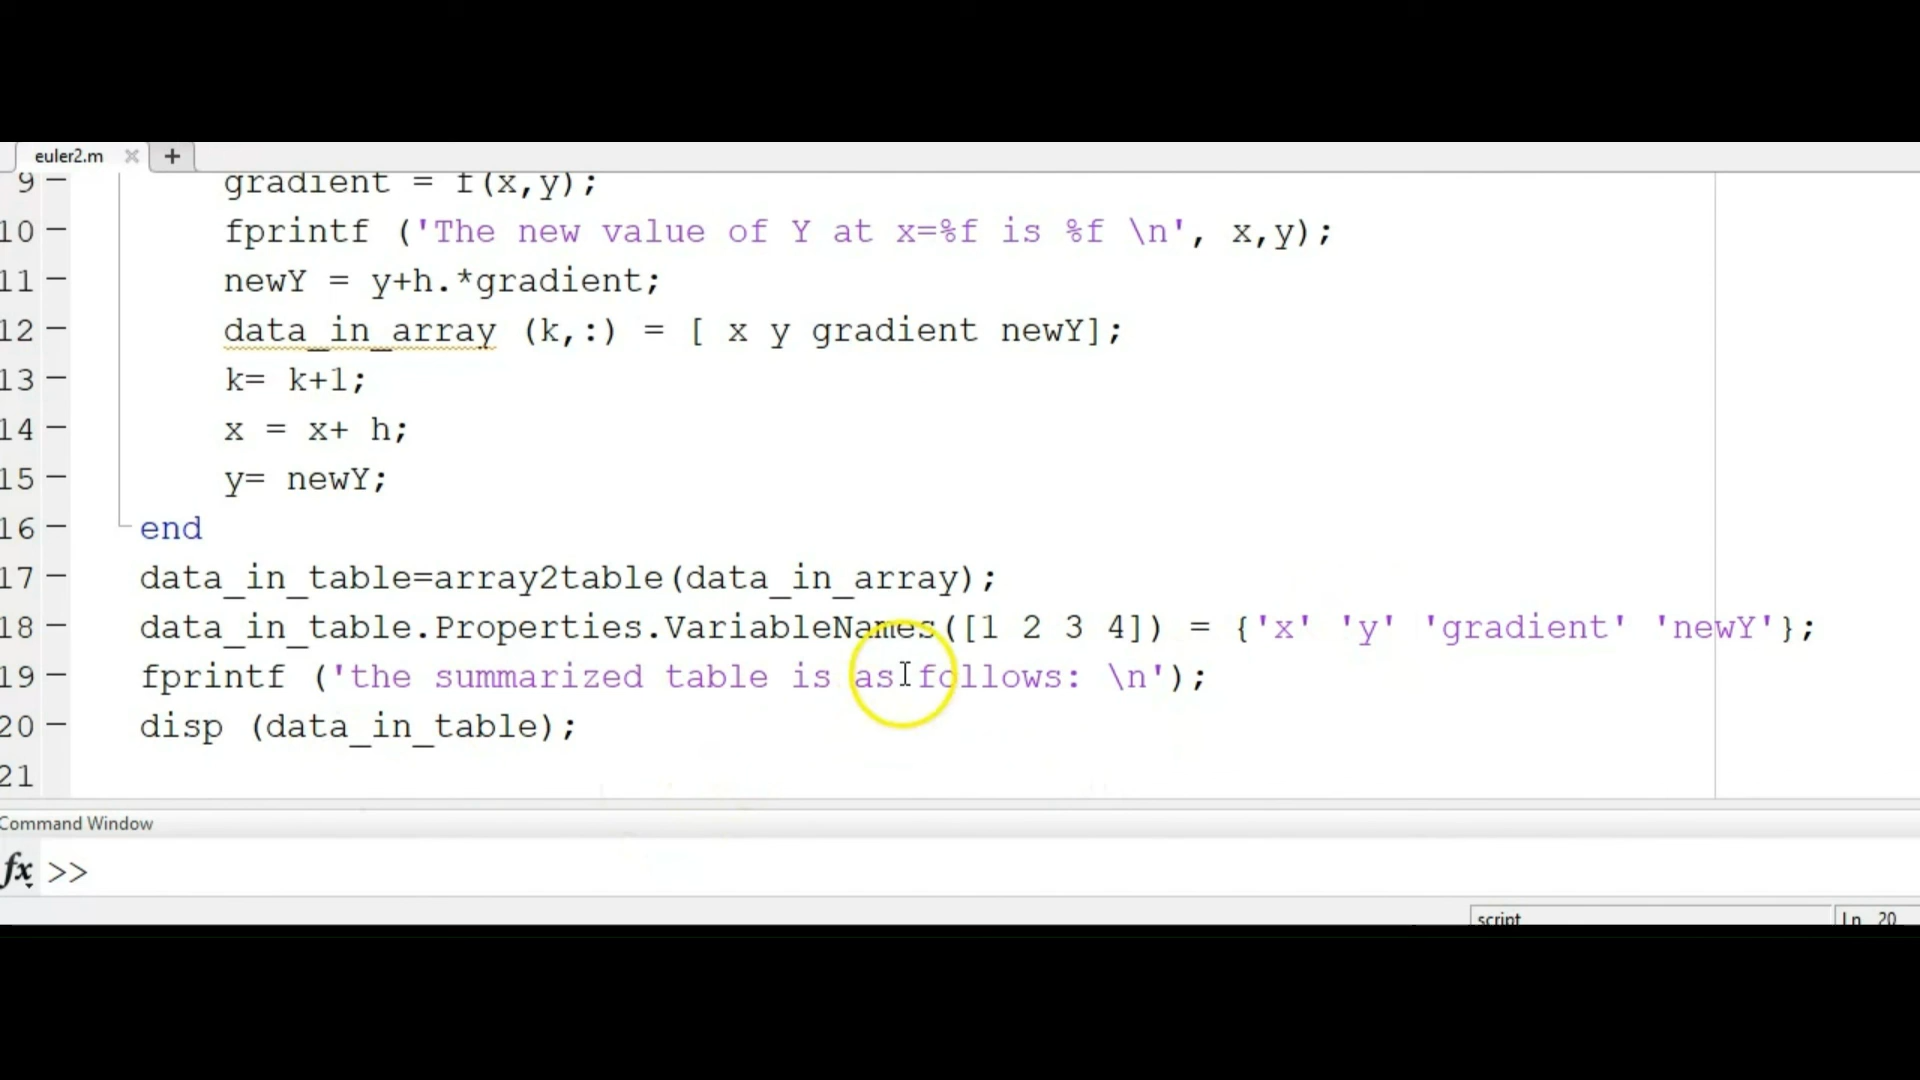 euler2.m
9 gradient = f(x,y);
10 fprintf ('The new value of Y at x=%f is %f \n', x,y);
11 newY = y+h.*gradient;
12 data_in_array (k,:) = [ x y gradient newY];
13 k= k+1;
14 x = x+ h;
15 y= newY;
16 end
17 data_in_table=array2table(data_in_array);
18 data_in_table.Properties.VariableNames([1 2 3 4]) = {'x' 'y' 'gradient' 'newY'};
19 fprintf ('the summarized table is as follows: \n');
20 disp (data_in_table);
21
Command Window
fx >>
script Ln 20